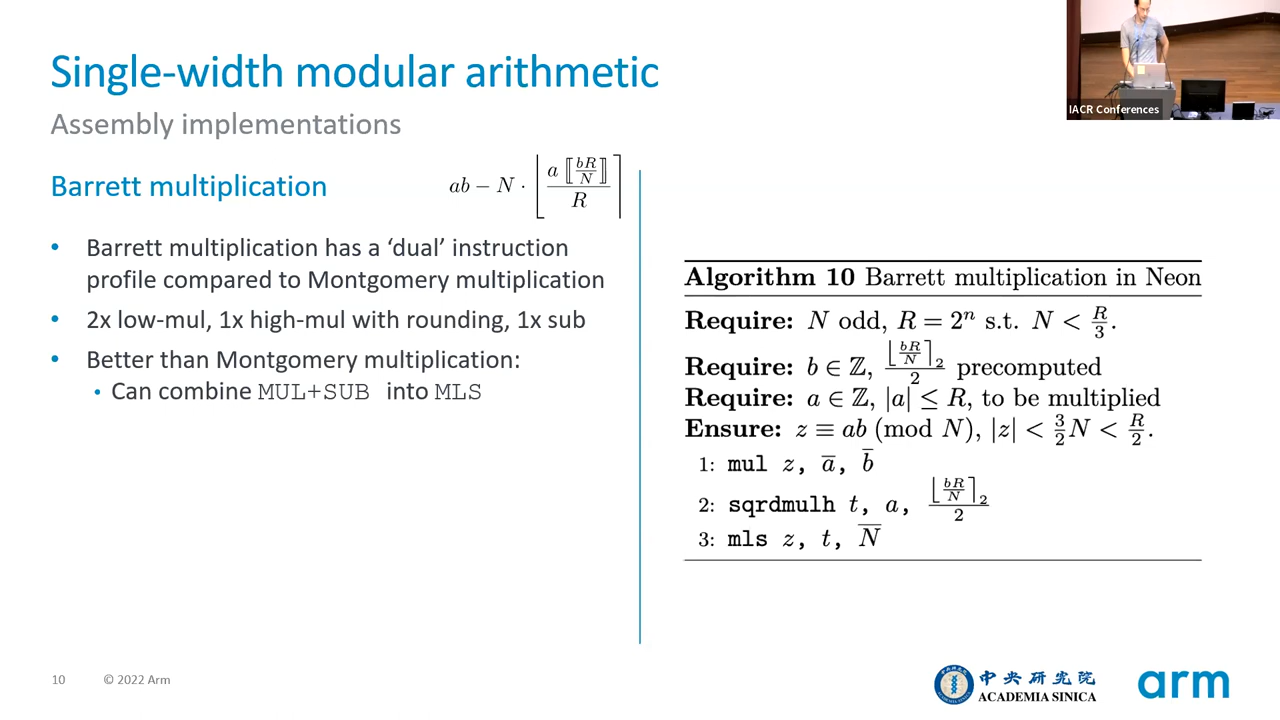 Single-width modular arithmetic
Assembly implementations
IACR Conferences
Barrett multiplication
ab − N · ⌊a ⟦bR/N⟧ / R⌉
• Barrett multiplication has a ‘dual’ instruction
profile compared to Montgomery multiplication
• 2x low-mul, 1x high-mul with rounding, 1x sub
• Better than Montgomery multiplication:
• Can combine MUL+SUB into MLS
Algorithm 10 Barrett multiplication in Neon
Require: N odd, R = 2ⁿ s.t. N < R/3.
Require: b ∈ ℤ, ⌊bR/N⌉₂/2 precomputed
Require: a ∈ ℤ, |a| ≤ R, to be multiplied
Ensure: z ≡ ab (mod N), |z| < 3/2 N < R/2.
1: mul z, a̅, b̅
2: sqrdmulh t, a, ⌊bR/N⌉₂/2
3: mls z, t, N̅
10 © 2022 Arm
中央研究院
ACADEMIA SINICA
arm